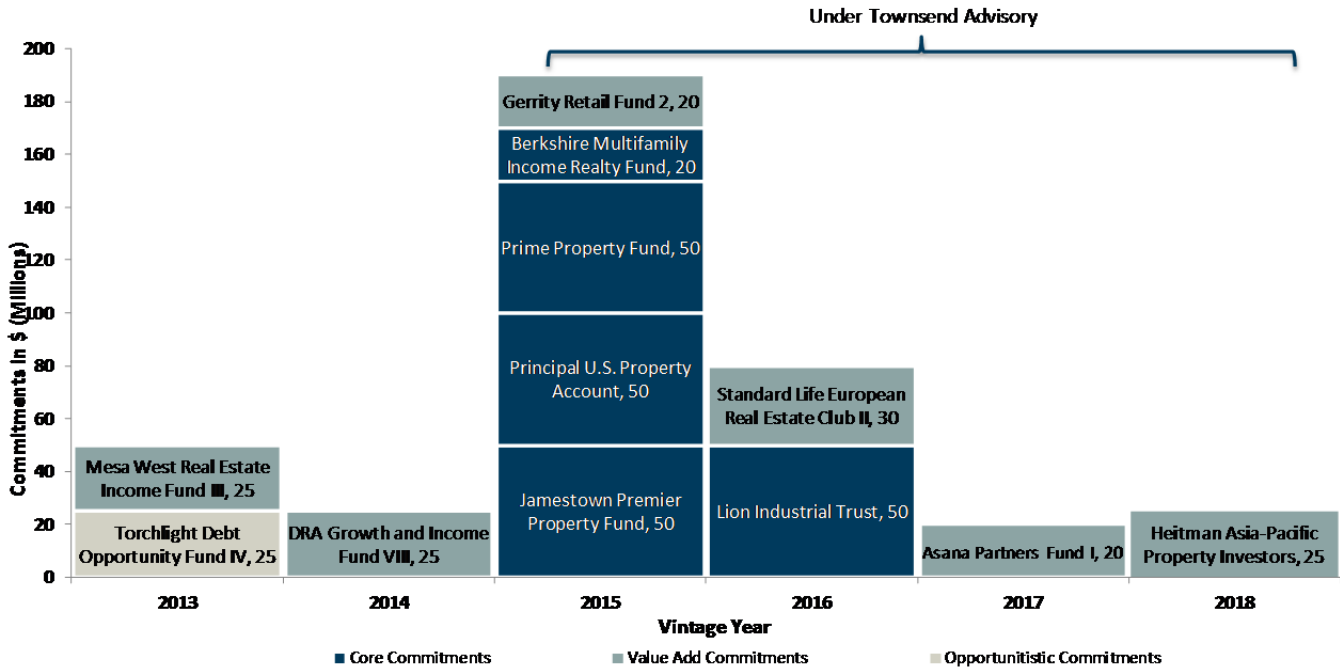 Under Townsend Advisory
Commitments in $ (Millions)
200
180
160
140
120
100
80
60
40
20
0
Mesa West Real Estate
Income Fund III, 25
Torchlight Debt
Opportunity Fund IV, 25
DRA Growth and Income
Fund VIII, 25
Gerrity Retail Fund 2, 20
Berkshire Multifamily
Income Realty Fund, 20
Prime Property Fund, 50
Principal U.S. Property
Account, 50
Jamestown Premier
Property Fund, 50
Standard Life European
Real Estate Club II, 30
Lion Industrial Trust, 50
Asana Partners Fund I, 20
Heitman Asia-Pacific
Property Investors, 25
2013 2014 2015 2016 2017 2018
Vintage Year
Core Commitments Value Add Commitments Opportunitistic Commitments